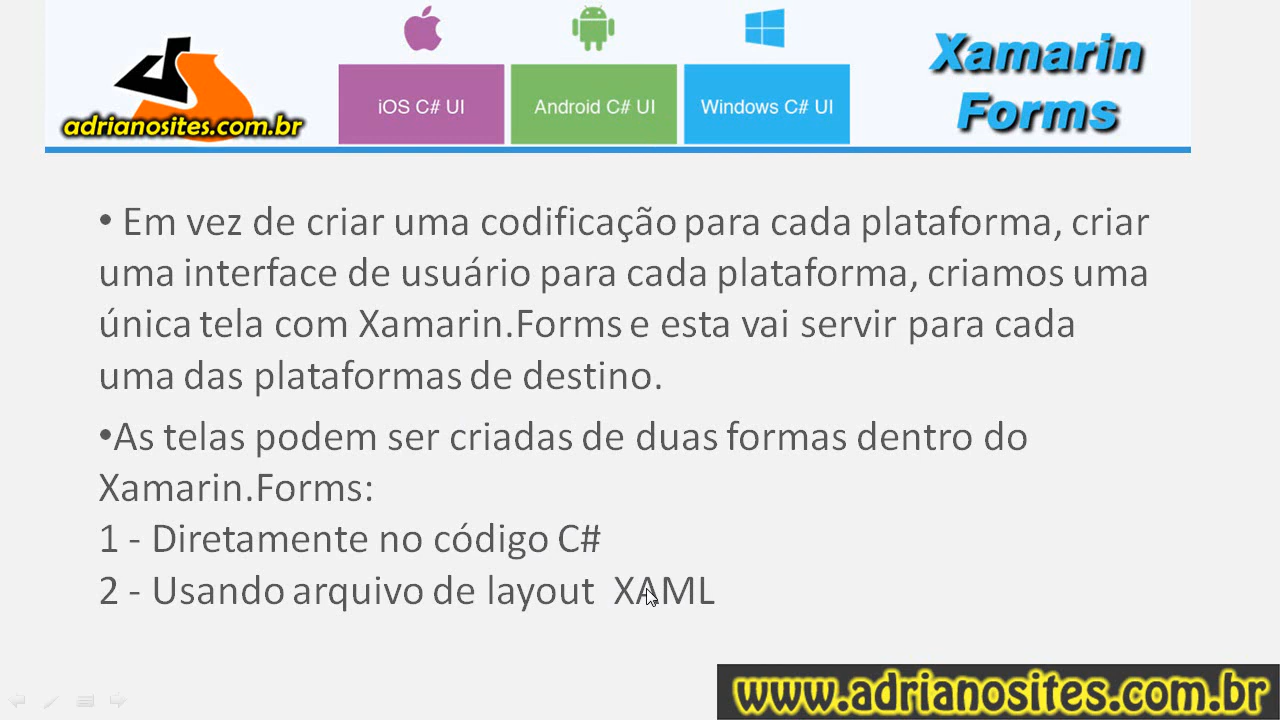 adrianosites.com.br
iOS C# UI
Android C# UI
Windows C# UI
Xamarin
Forms
• Em vez de criar uma codificação para cada plataforma, criar
uma interface de usuário para cada plataforma, criamos uma
única tela com Xamarin.Forms e esta vai servir para cada
uma das plataformas de destino.
•As telas podem ser criadas de duas formas dentro do
Xamarin.Forms:
1 - Diretamente no código C#
2 - Usando arquivo de layout  XAML
www.adrianosites.com.br